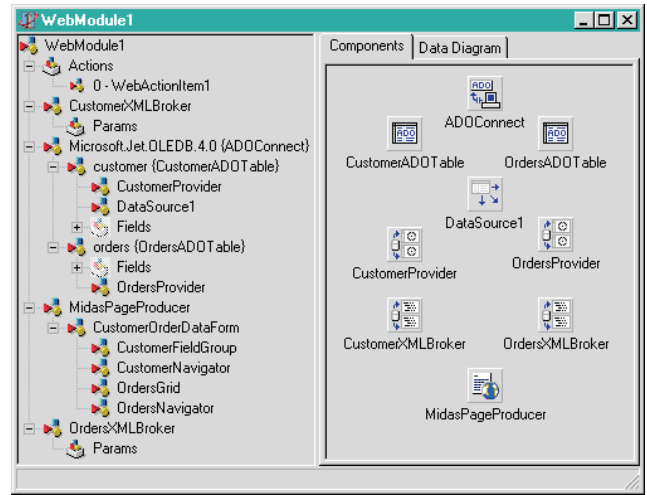 WebModule1
WebModule1
Actions
0 - WebActionItem1
CustomerXMLBroker
Params
Microsoft.Jet.OLEDB.4.0 {ADOConnect}
customer {CustomerADOTable}
CustomerProvider
DataSource1
Fields
orders {OrdersADOTable}
Fields
OrdersProvider
MidasPageProducer
CustomerOrderDataForm
CustomerFieldGroup
CustomerNavigator
OrdersGrid
OrdersNavigator
OrdersXMLBroker
Params
Components Data Diagram
ADO
ADOConnect
ADO ADO
CustomerADOTable OrdersADOTable
DataSource1
CustomerProvider OrdersProvider
CustomerXMLBroker OrdersXMLBroker
MidasPageProducer